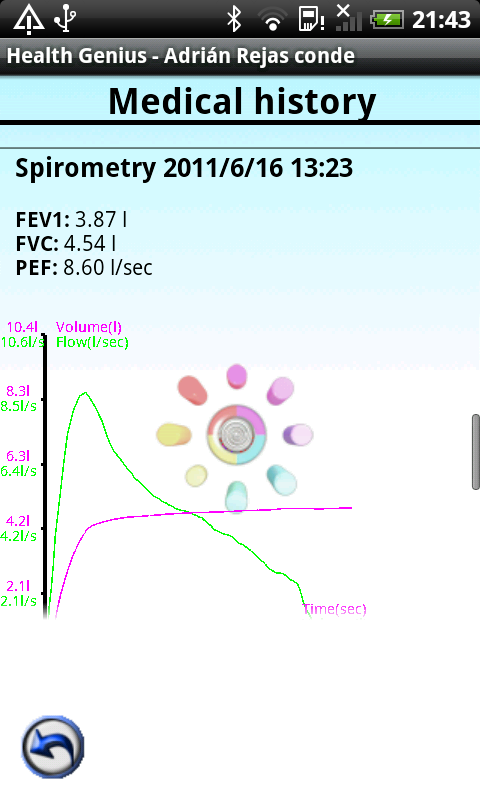 21:43
Health Genius - Adrián Rejas conde
Medical history
Spirometry 2011/6/16 13:23
FEV1: 3.87 l
FVC: 4.54 l
PEF: 8.60 l/sec
10.4l Volume(l)
10.6l/s Flow(l/sec)
8.3l
8.5l/s
6.3l
6.4l/s
4.2l
4.2l/s
2.1l
2.1l/s
Time(sec)